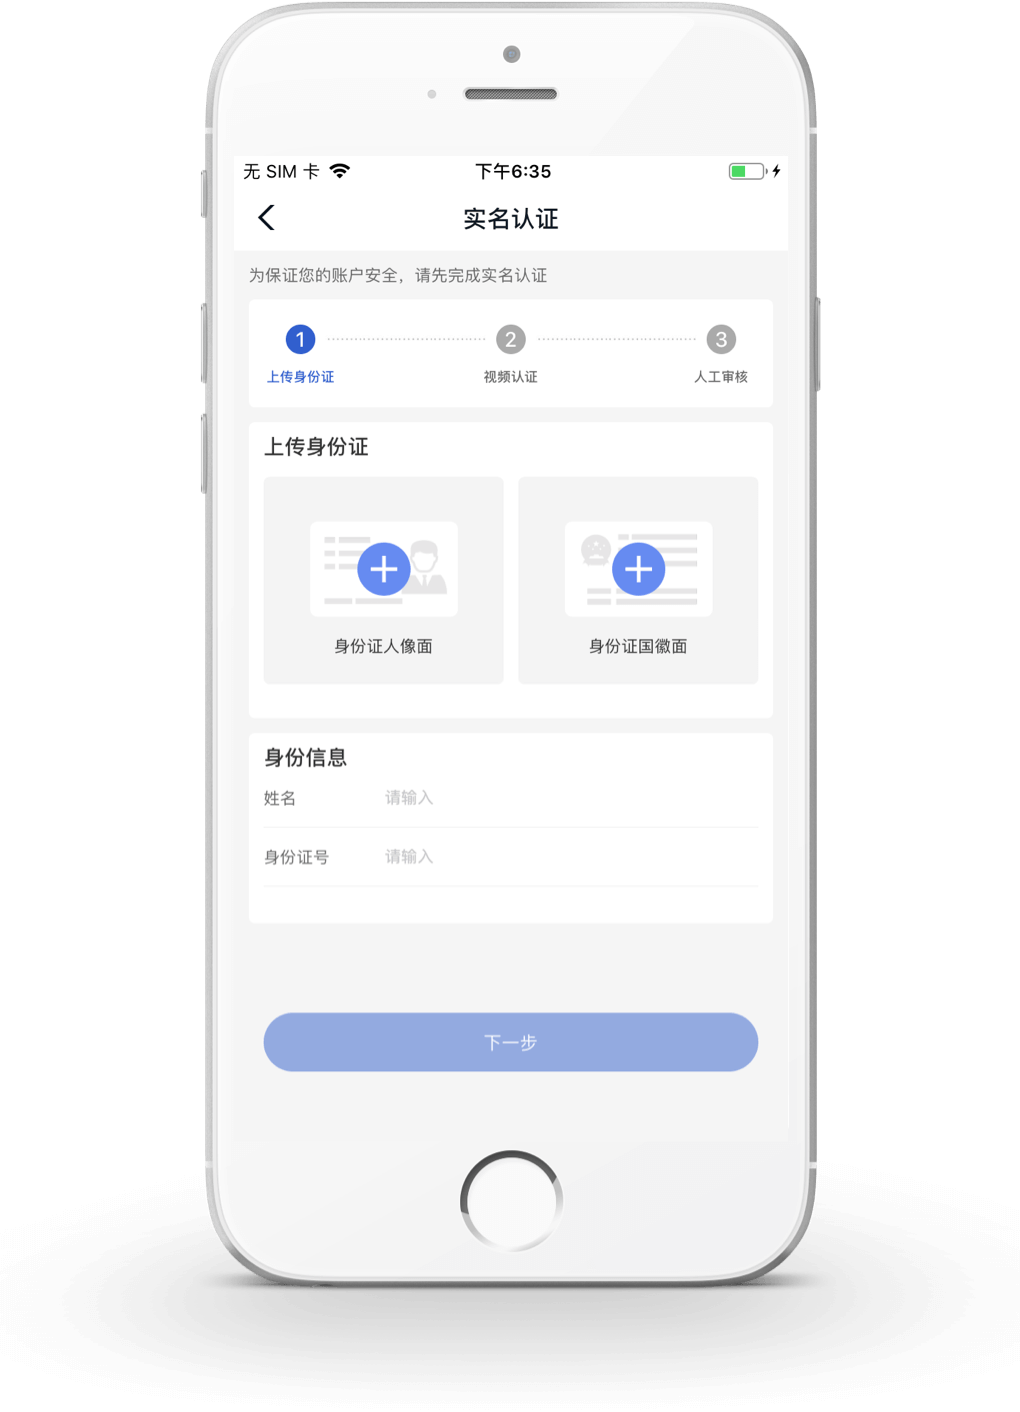 无 SIM 卡 下午6:35
实名认证
为保证您的账户安全，请先完成实名认证
1 2 3
上传身份证 视频认证 人工审核
上传身份证
身份证人像面 身份证国徽面
身份信息
姓名 请输入
身份证号 请输入
下一步